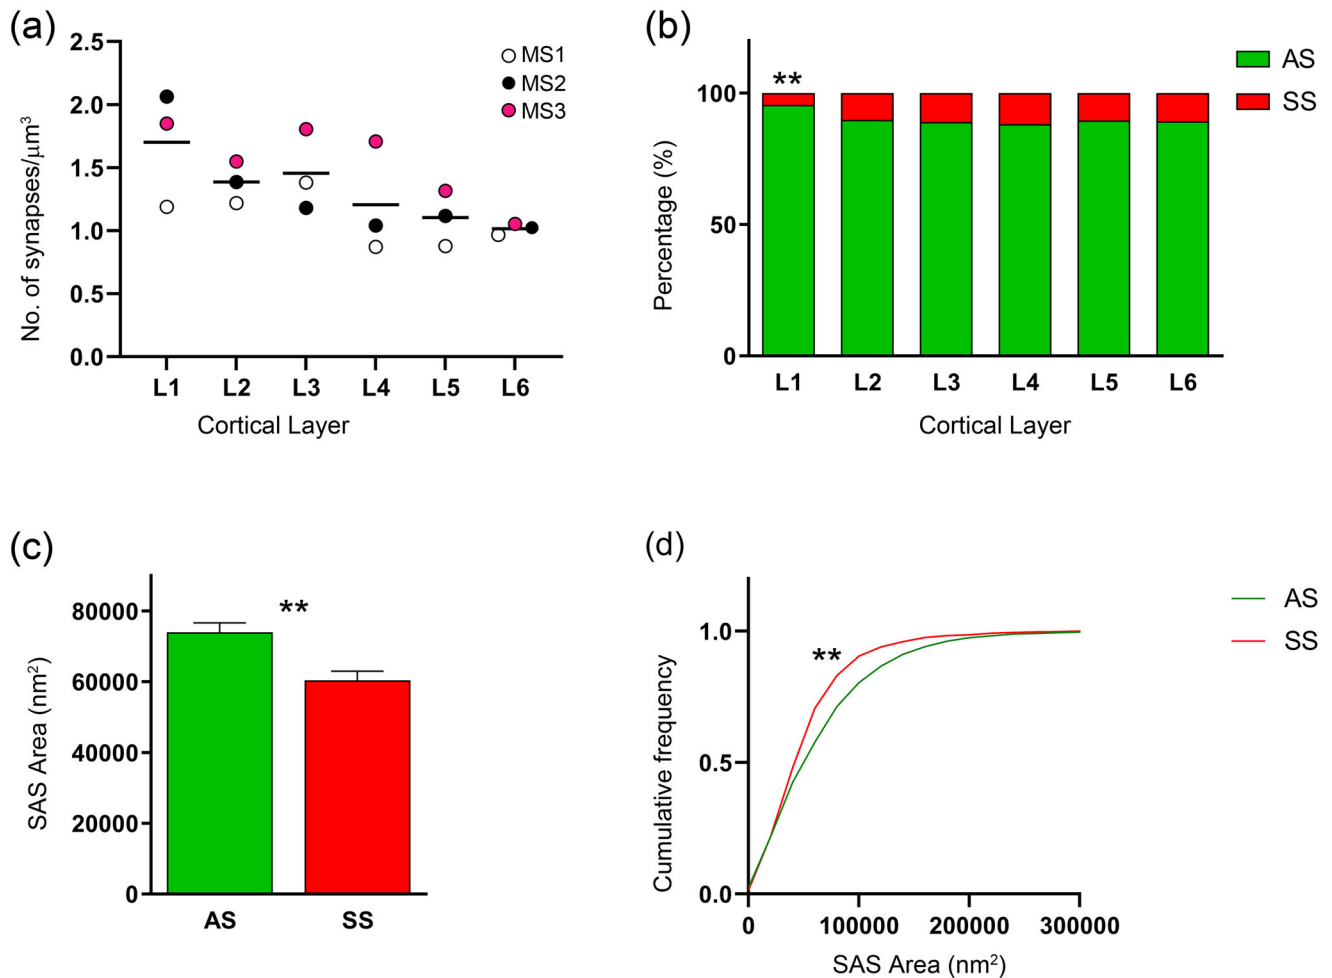 (a)
2.5
2.0
1.5
1.0
0.5
0.0
No. of synapses/μm³
MS1
MS2
MS3
L1 L2 L3 L4 L5 L6
Cortical Layer
(b)
**
100
50
0
Percentage (%)
AS
SS
L1 L2 L3 L4 L5 L6
Cortical Layer
(c)
**
80000
60000
40000
20000
0
SAS Area (nm²)
AS SS
(d)
**
1.0
0.5
0.0
Cumulative frequency
AS
SS
0 100000 200000 300000
SAS Area (nm²)